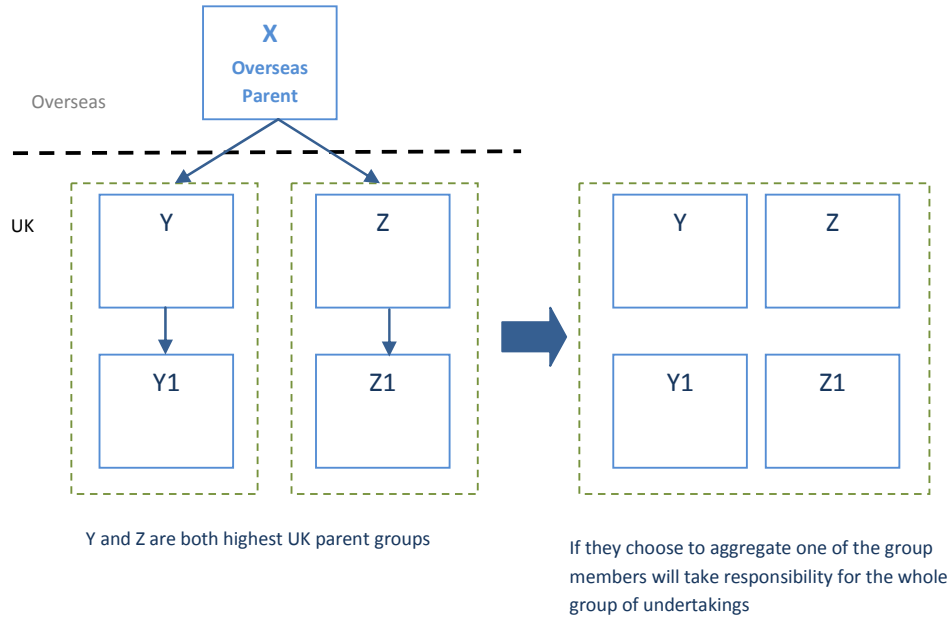 X
Overseas
Parent
Overseas
UK
Y
Z
Y
Z
Y1
Z1
Y1
Z1
Y and Z are both highest UK parent groups
If they choose to aggregate one of the group
members will take responsibility for the whole
group of undertakings